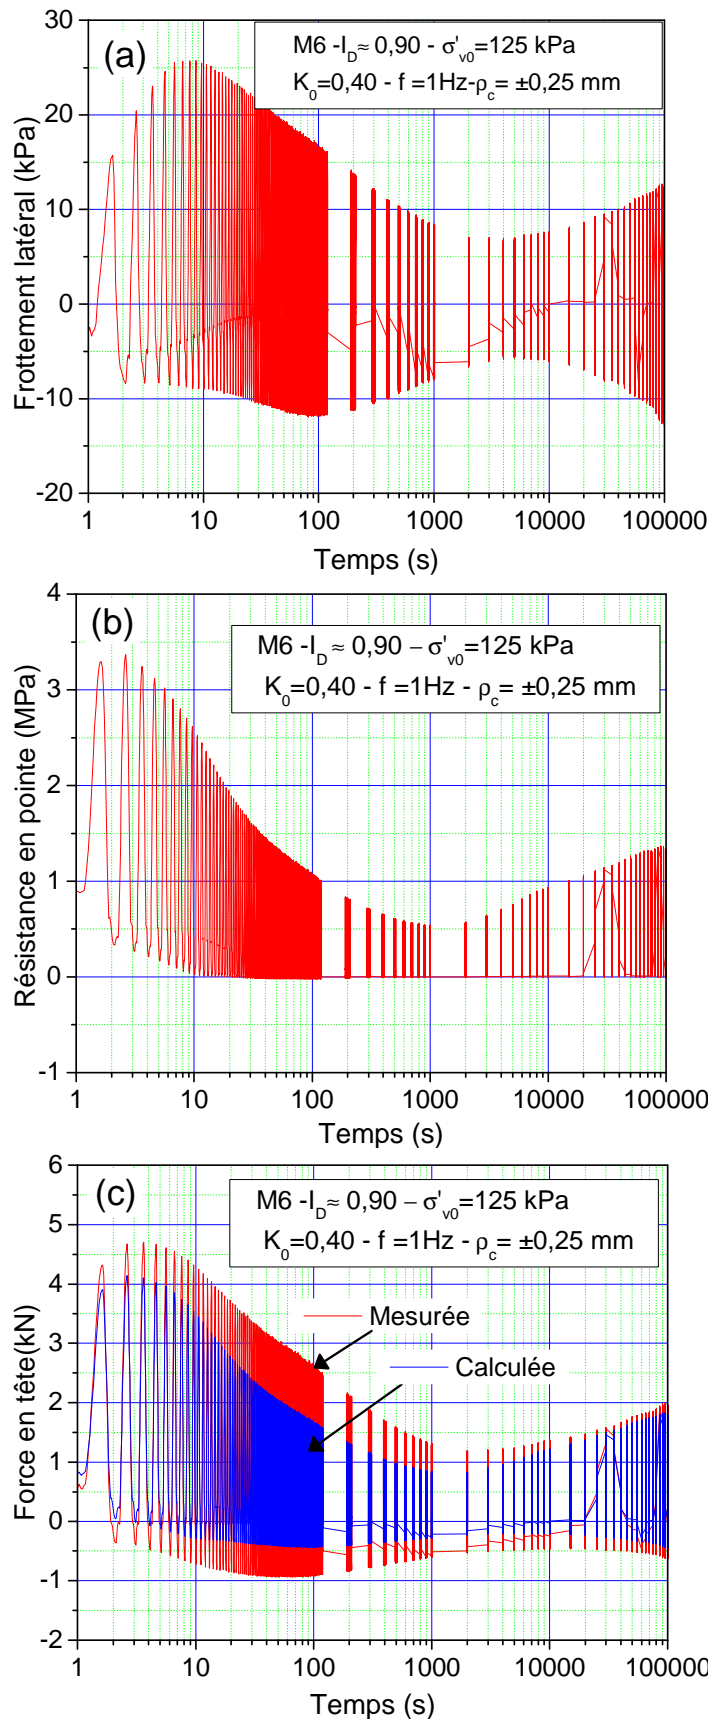 (a)
M6 -I_D ≈ 0,90 - σ'_v0=125 kPa
K_0=0,40 - f =1Hz-ρ_c= ±0,25 mm
Frottement latéral (kPa)
30
20
10
0
-10
-20
1 10 100 1000 10000 100000
Temps (s)
(b)
M6 -I_D ≈ 0,90 – σ'_v0=125 kPa
K_0=0,40 - f =1Hz - ρ_c= ±0,25 mm
Résistance en pointe (MPa)
4
3
2
1
0
-1
1 10 100 1000 10000 100000
Temps (s)
(c)
M6 -I_D ≈ 0,90 – σ'_v0=125 kPa
K_0=0,40 - f =1Hz - ρ_c= ±0,25 mm
Mesurée
Calculée
Force en tête(kN)
6
5
4
3
2
1
0
-1
-2
1 10 100 1000 10000 100000
Temps (s)